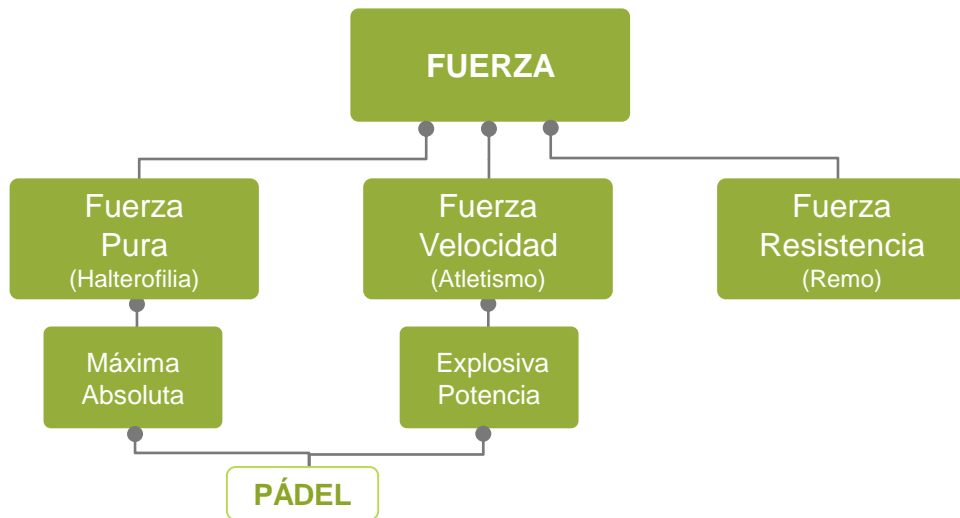 FUERZA
Fuerza
Pura
(Halterofilia)
Fuerza
Velocidad
(Atletismo)
Fuerza
Resistencia
(Remo)
Máxima
Absoluta
Explosiva
Potencia
PÁDEL